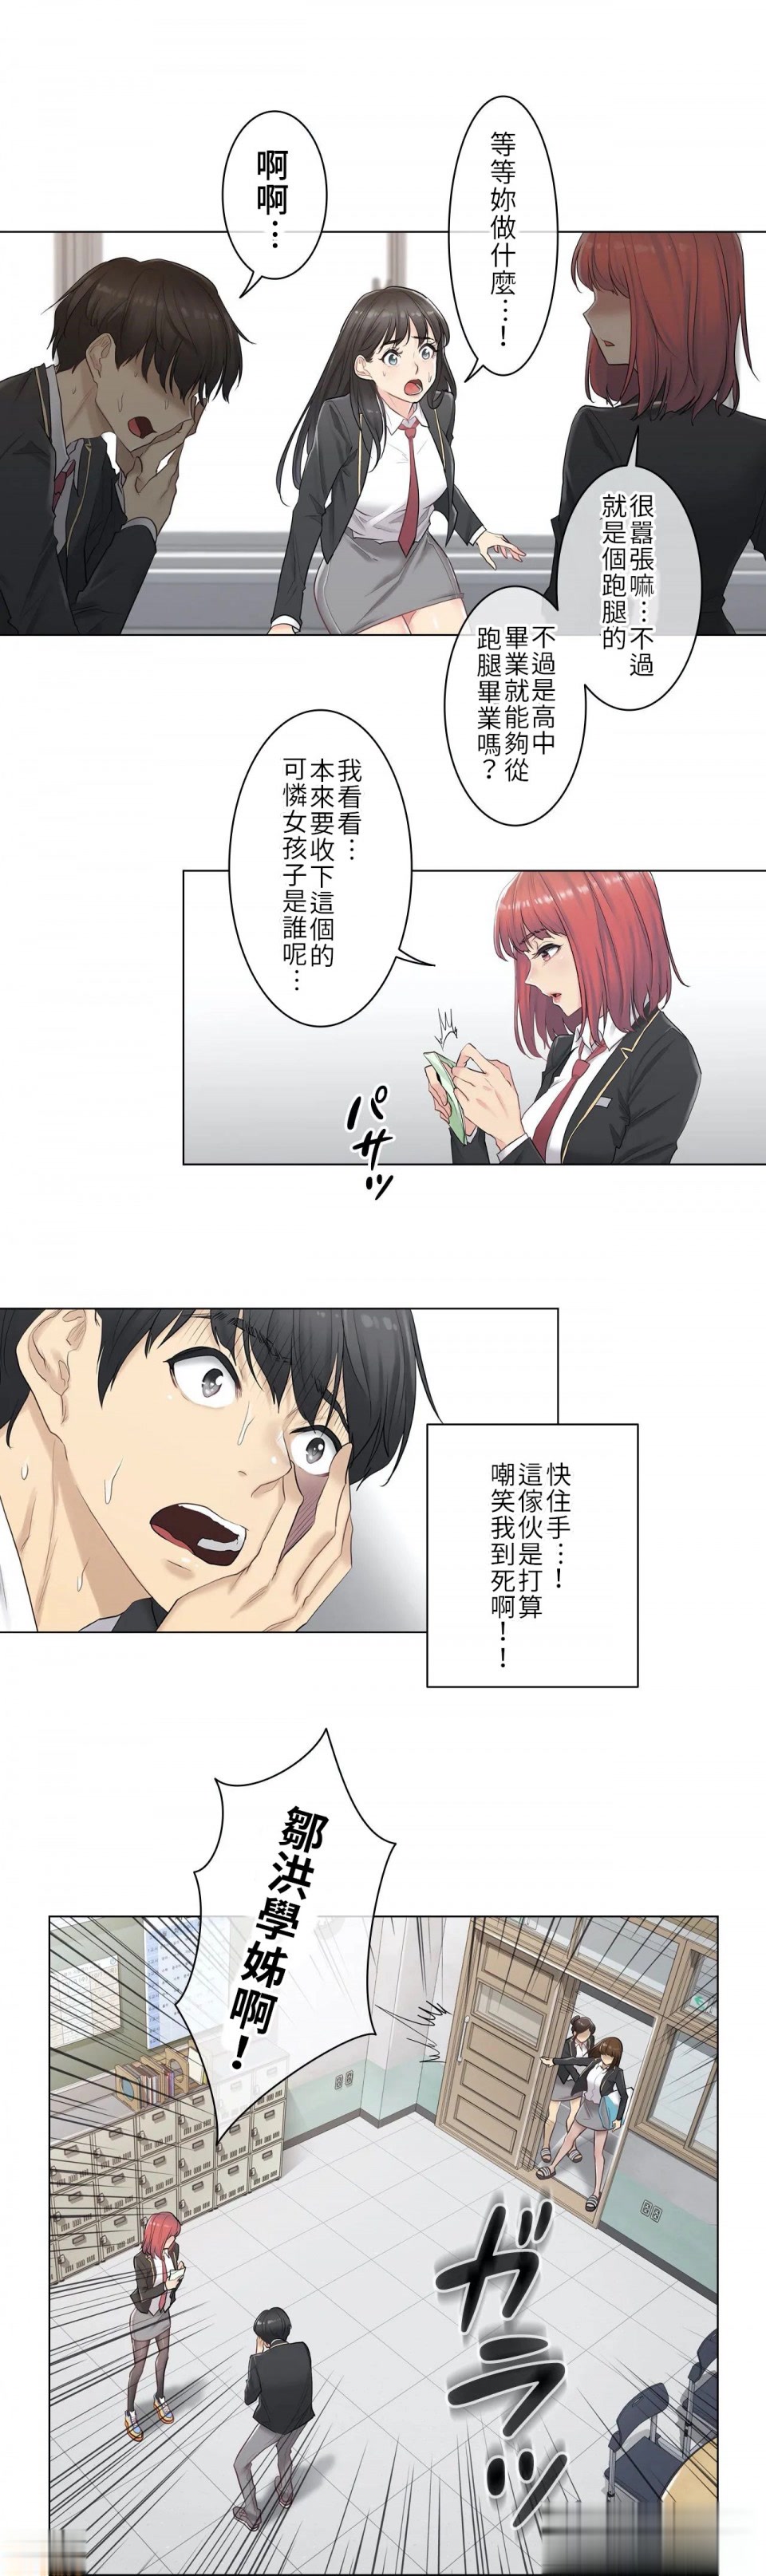 啊啊…
等等妳做什麼…！
很囂張嘛…不過
就是個跑腿的
不過是高中
畢業就能夠從
跑腿畢業嗎？
我看看…
本來要收下這個的
可憐女孩子是誰呢…
パサッ
快住手…！
這傢伙是打算
嘲笑我到死啊！！
鄒洪學姊啊！
ガラッ